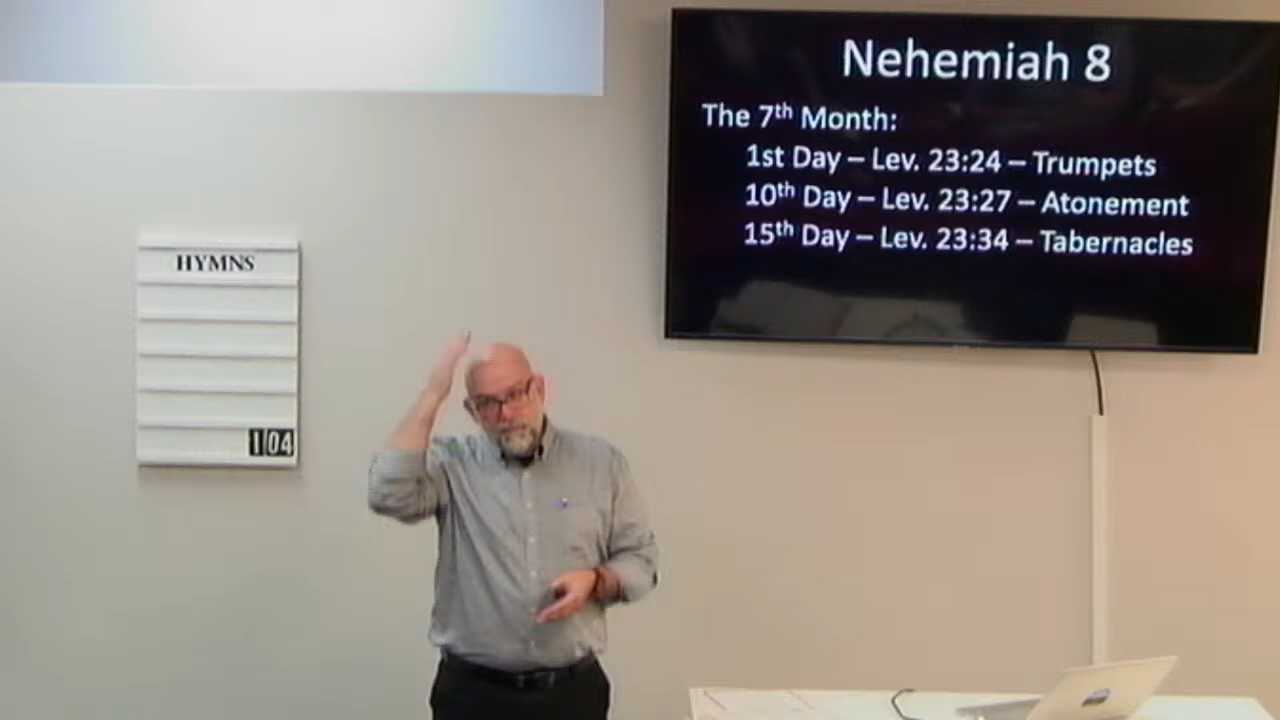 Nehemiah 8
The 7th Month:
1st Day – Lev. 23:24 – Trumpets
10th Day – Lev. 23:27 – Atonement
15th Day – Lev. 23:34 – Tabernacles
HYMNS
104